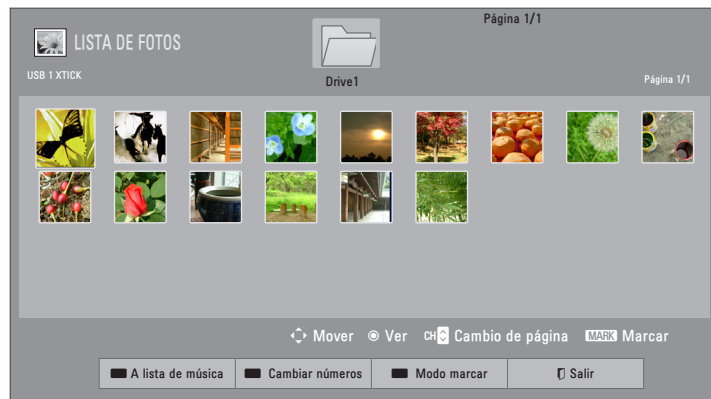 Página 1/1
LISTA DE FOTOS
USB 1 XTICK
Drive1
Página 1/1
Mover Ver CH Cambio de página MARK Marcar
A lista de música Cambiar números Modo marcar Salir